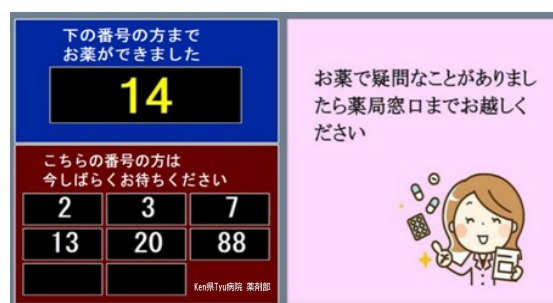 下の番号の方まで
お薬ができました
14
こちらの番号の方は
今しばらくお待ちください
2 3 7
13 20 88
Ken県Tyu病院 薬剤部
お薬で疑問なことがありまし
たら薬局窓口までお越しく
ださい